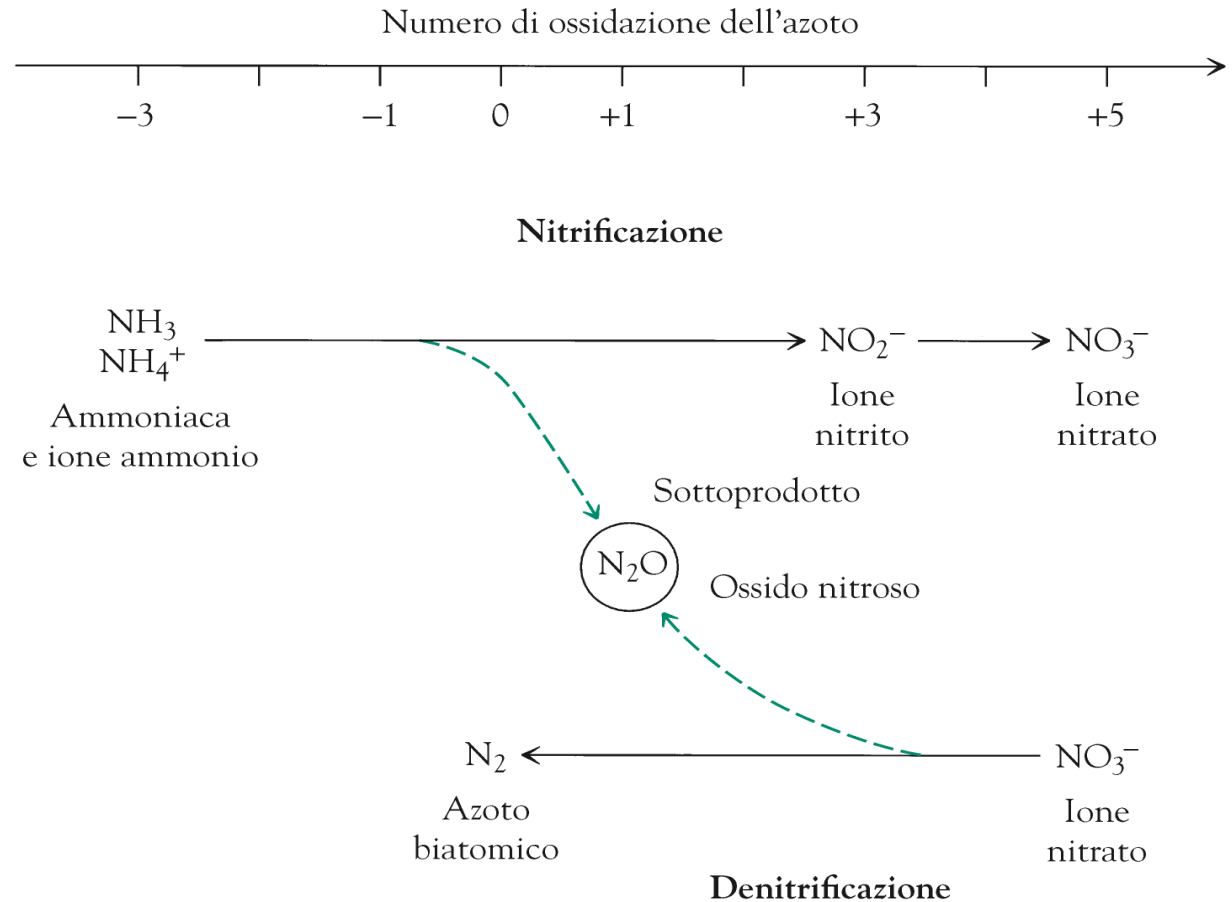 Numero di ossidazione dell'azoto
–3 –1 0 +1 +3 +5
Nitrificazione
NH₃
NH₄⁺
NO₂⁻
NO₃⁻
Ammoniaca
e ione ammonio
Ione
nitrito
Ione
nitrato
Sottoprodotto
N₂O
Ossido nitroso
N₂
NO₃⁻
Azoto
biatomico
Ione
nitrato
Denitrificazione